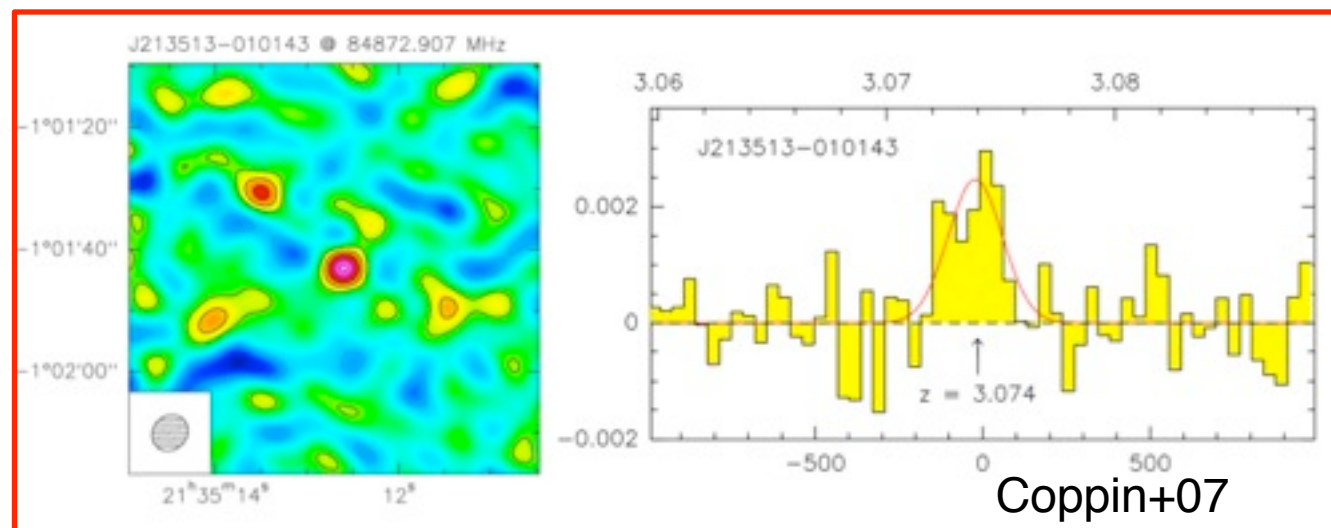 J213513-010143 @ 84872.907 MHz
-1°01'20"
-1°01'40"
-1°02'00"
21ʰ35ᵐ14ˢ 12ˢ
3.06 3.07 3.08
J213513-010143
0.002
0
-0.002
z = 3.074
-500 0 500
Coppin+07